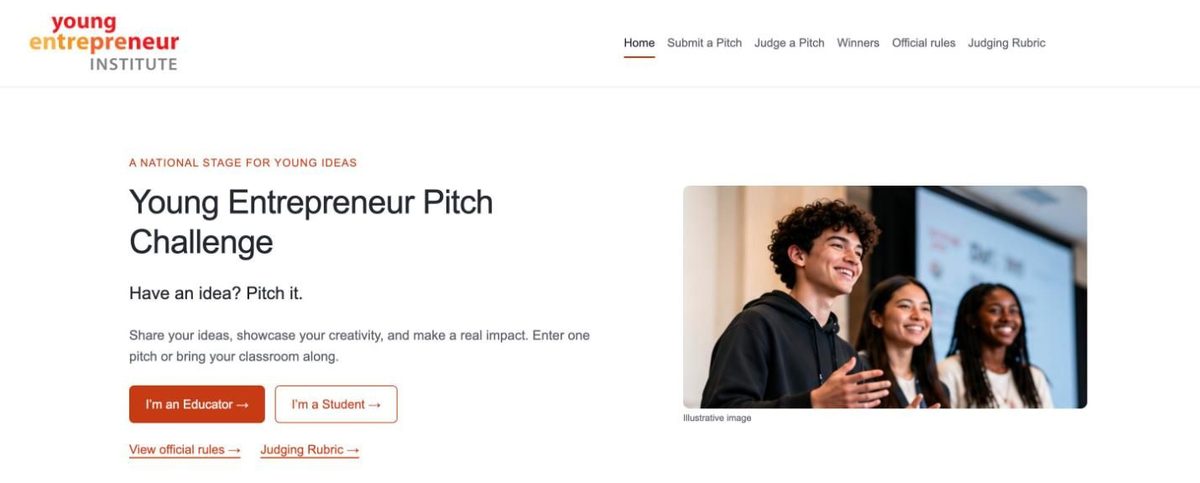 young
entrepreneur
INSTITUTE
Home Submit a Pitch Judge a Pitch Winners Official rules Judging Rubric
A NATIONAL STAGE FOR YOUNG IDEAS
Young Entrepreneur Pitch
Challenge
Have an idea? Pitch it.
Share your ideas, showcase your creativity, and make a real impact. Enter one
pitch or bring your classroom along.
I'm an Educator →
I'm a Student →
View official rules →
Judging Rubric →
Illustrative image